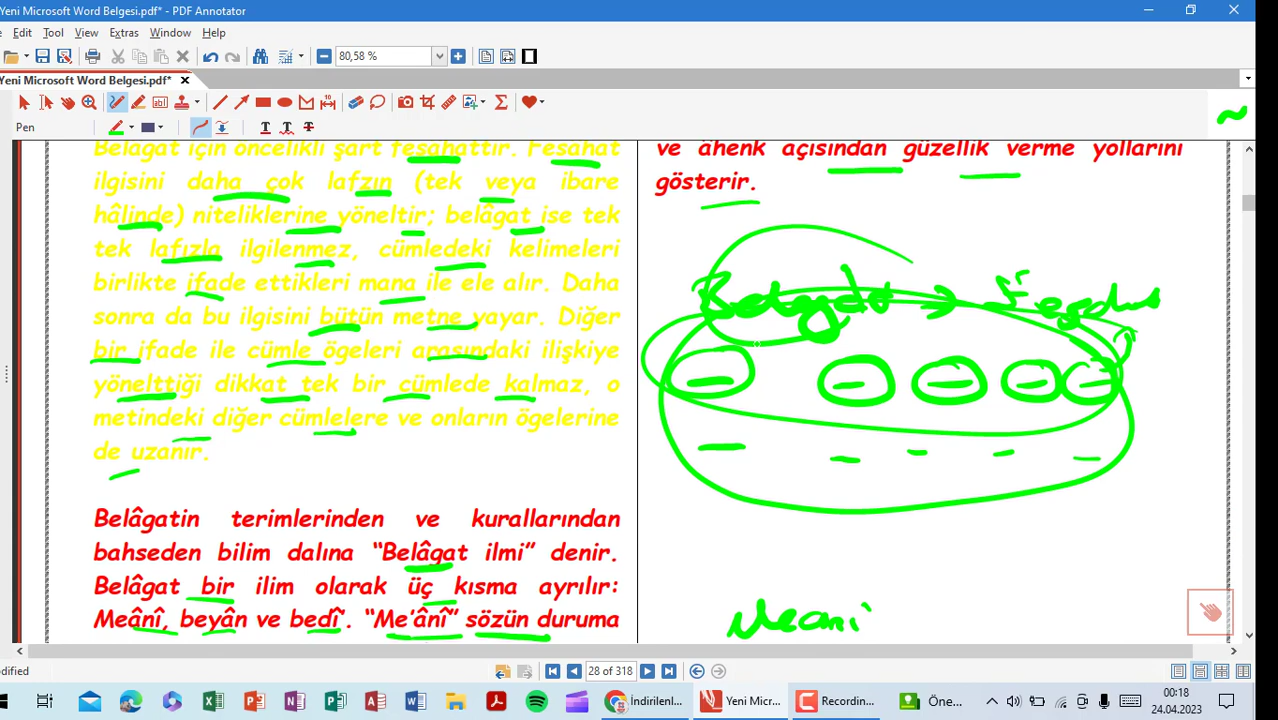 Yeni Microsoft Word Belgesi.pdf* - PDF Annotator
Edit Tool View Extras Window Help
80,58 %
Yeni Microsoft Word Belgesi.pdf* x
Pen
Belâgat için öncelikli şart fesahattır. Fesahat
ilgisini daha çok lafzın (tek veya ibare
hâlinde) niteliklerine yöneltir; belâgat ise tek
tek lafızla ilgilenmez, cümledeki kelimeleri
birlikte ifade ettikleri mana ile ele alır. Daha
sonra da bu ilgisini bütün metne yayar. Diğer
bir ifade ile cümle ögeleri arasındaki ilişkiye
yönelttiği dikkat tek bir cümlede kalmaz, o
metindeki diğer cümlelere ve onların ögelerine
de uzanır.
Belâgatin terimlerinden ve kurallarından
bahseden bilim dalına “Belâgat ilmi” denir.
Belâgat bir ilim olarak üç kısma ayrılır:
Meânî, beyân ve bedî‘. “Me’ânî” sözün duruma
ve âhenk açısından güzellik verme yollarını
gösterir.
Belagat →
Meani
odified
28 of 318
İndirilenl...
Yeni Micr...
Recordin...
Öne...
00:18
24.04.2023